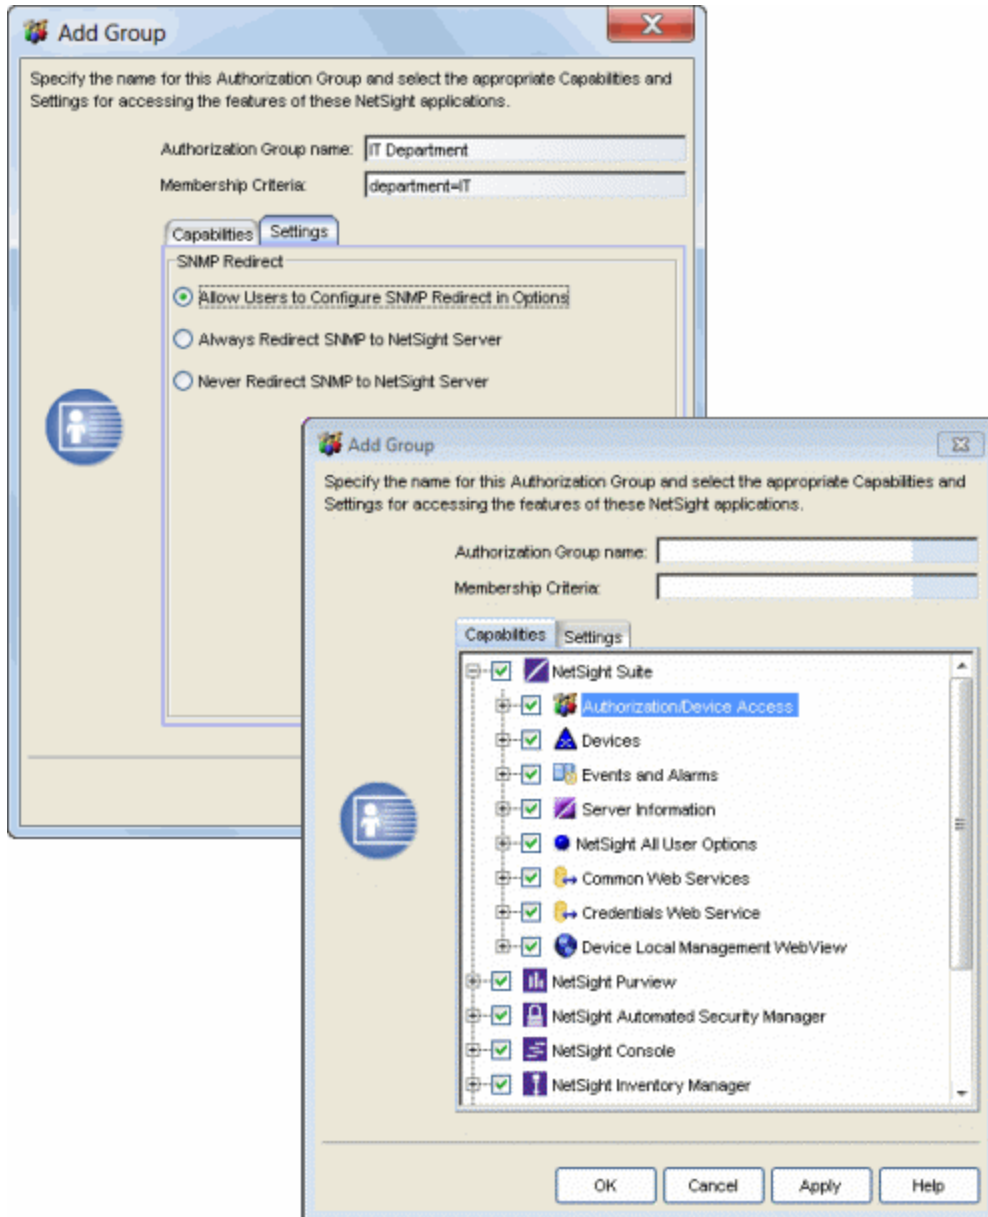 Add Group
Specify the name for this Authorization Group and select the appropriate Capabilities and
Settings for accessing the features of these NetSight applications.
Authorization Group name: IT Department
Membership Criteria: department=IT
Capabilities Settings
SNMP Redirect
Allow Users to Configure SNMP Redirect in Options
Always Redirect SNMP to NetSight Server
Never Redirect SNMP to NetSight Server
Add Group
Specify the name for this Authorization Group and select the appropriate Capabilities and
Settings for accessing the features of these NetSight applications.
Authorization Group name:
Membership Criteria:
Capabilities Settings
NetSight Suite
Authorization/Device Access
Devices
Events and Alarms
Server Information
NetSight All User Options
Common Web Services
Credentials Web Service
Device Local Management WebView
NetSight Purview
NetSight Automated Security Manager
NetSight Console
NetSight Inventory Manager
OK Cancel Apply Help